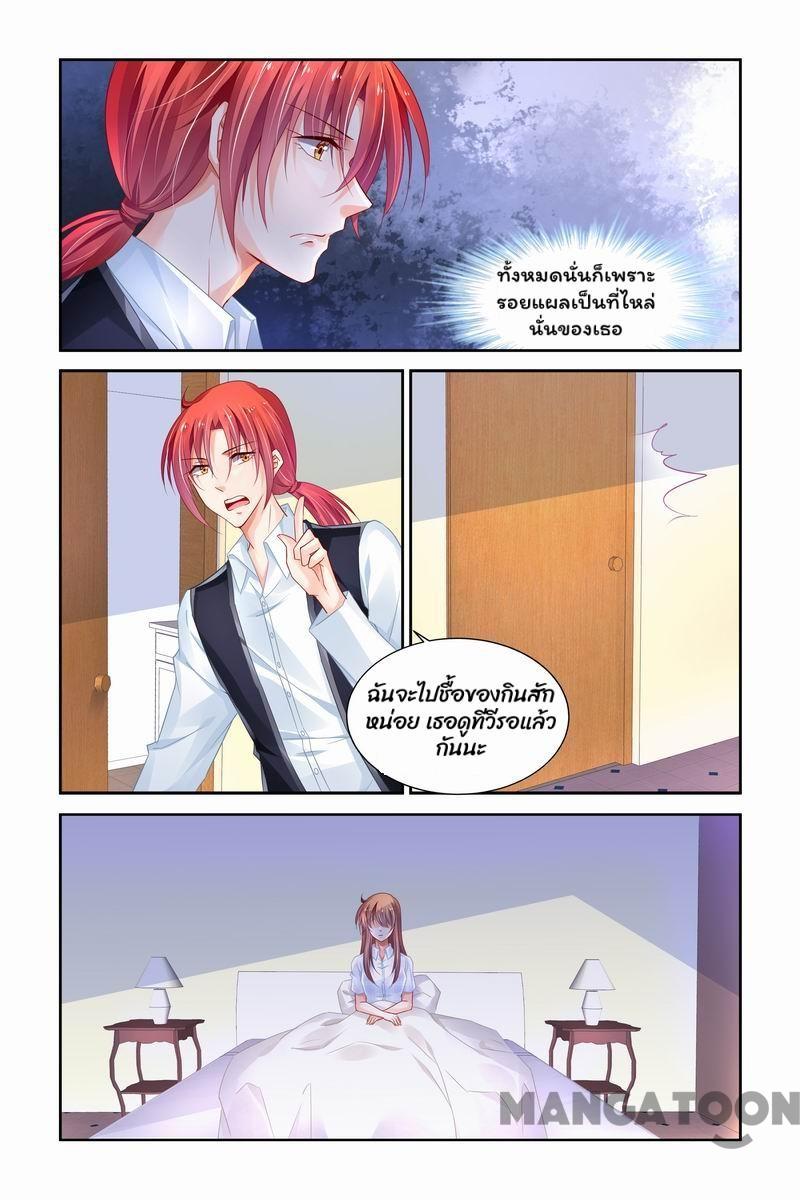 ทั้งหมดนั่นก็เพราะ
รอยแผลเป็นที่ไหล่
นั่นของเธอ
ฉันจะไปซื้อของกินสัก
หน่อย เธอดูทีวีรอแล้ว
กันนะ
MANGATOON